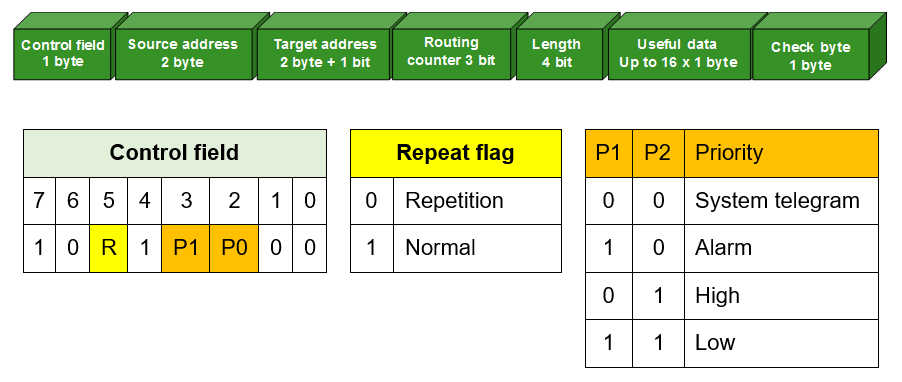 Control field
1 byte
Source address
2 byte
Target address
2 byte + 1 bit
Routing
counter 3 bit
Length
4 bit
Useful data
Up to 16 x 1 byte
Check byte
1 byte
Control field
7 6 5 4 3 2 1 0
1 0 R 1 P1 P0 0 0
Repeat flag
0 Repetition
1 Normal
P1 P2 Priority
0 0 System telegram
1 0 Alarm
0 1 High
1 1 Low